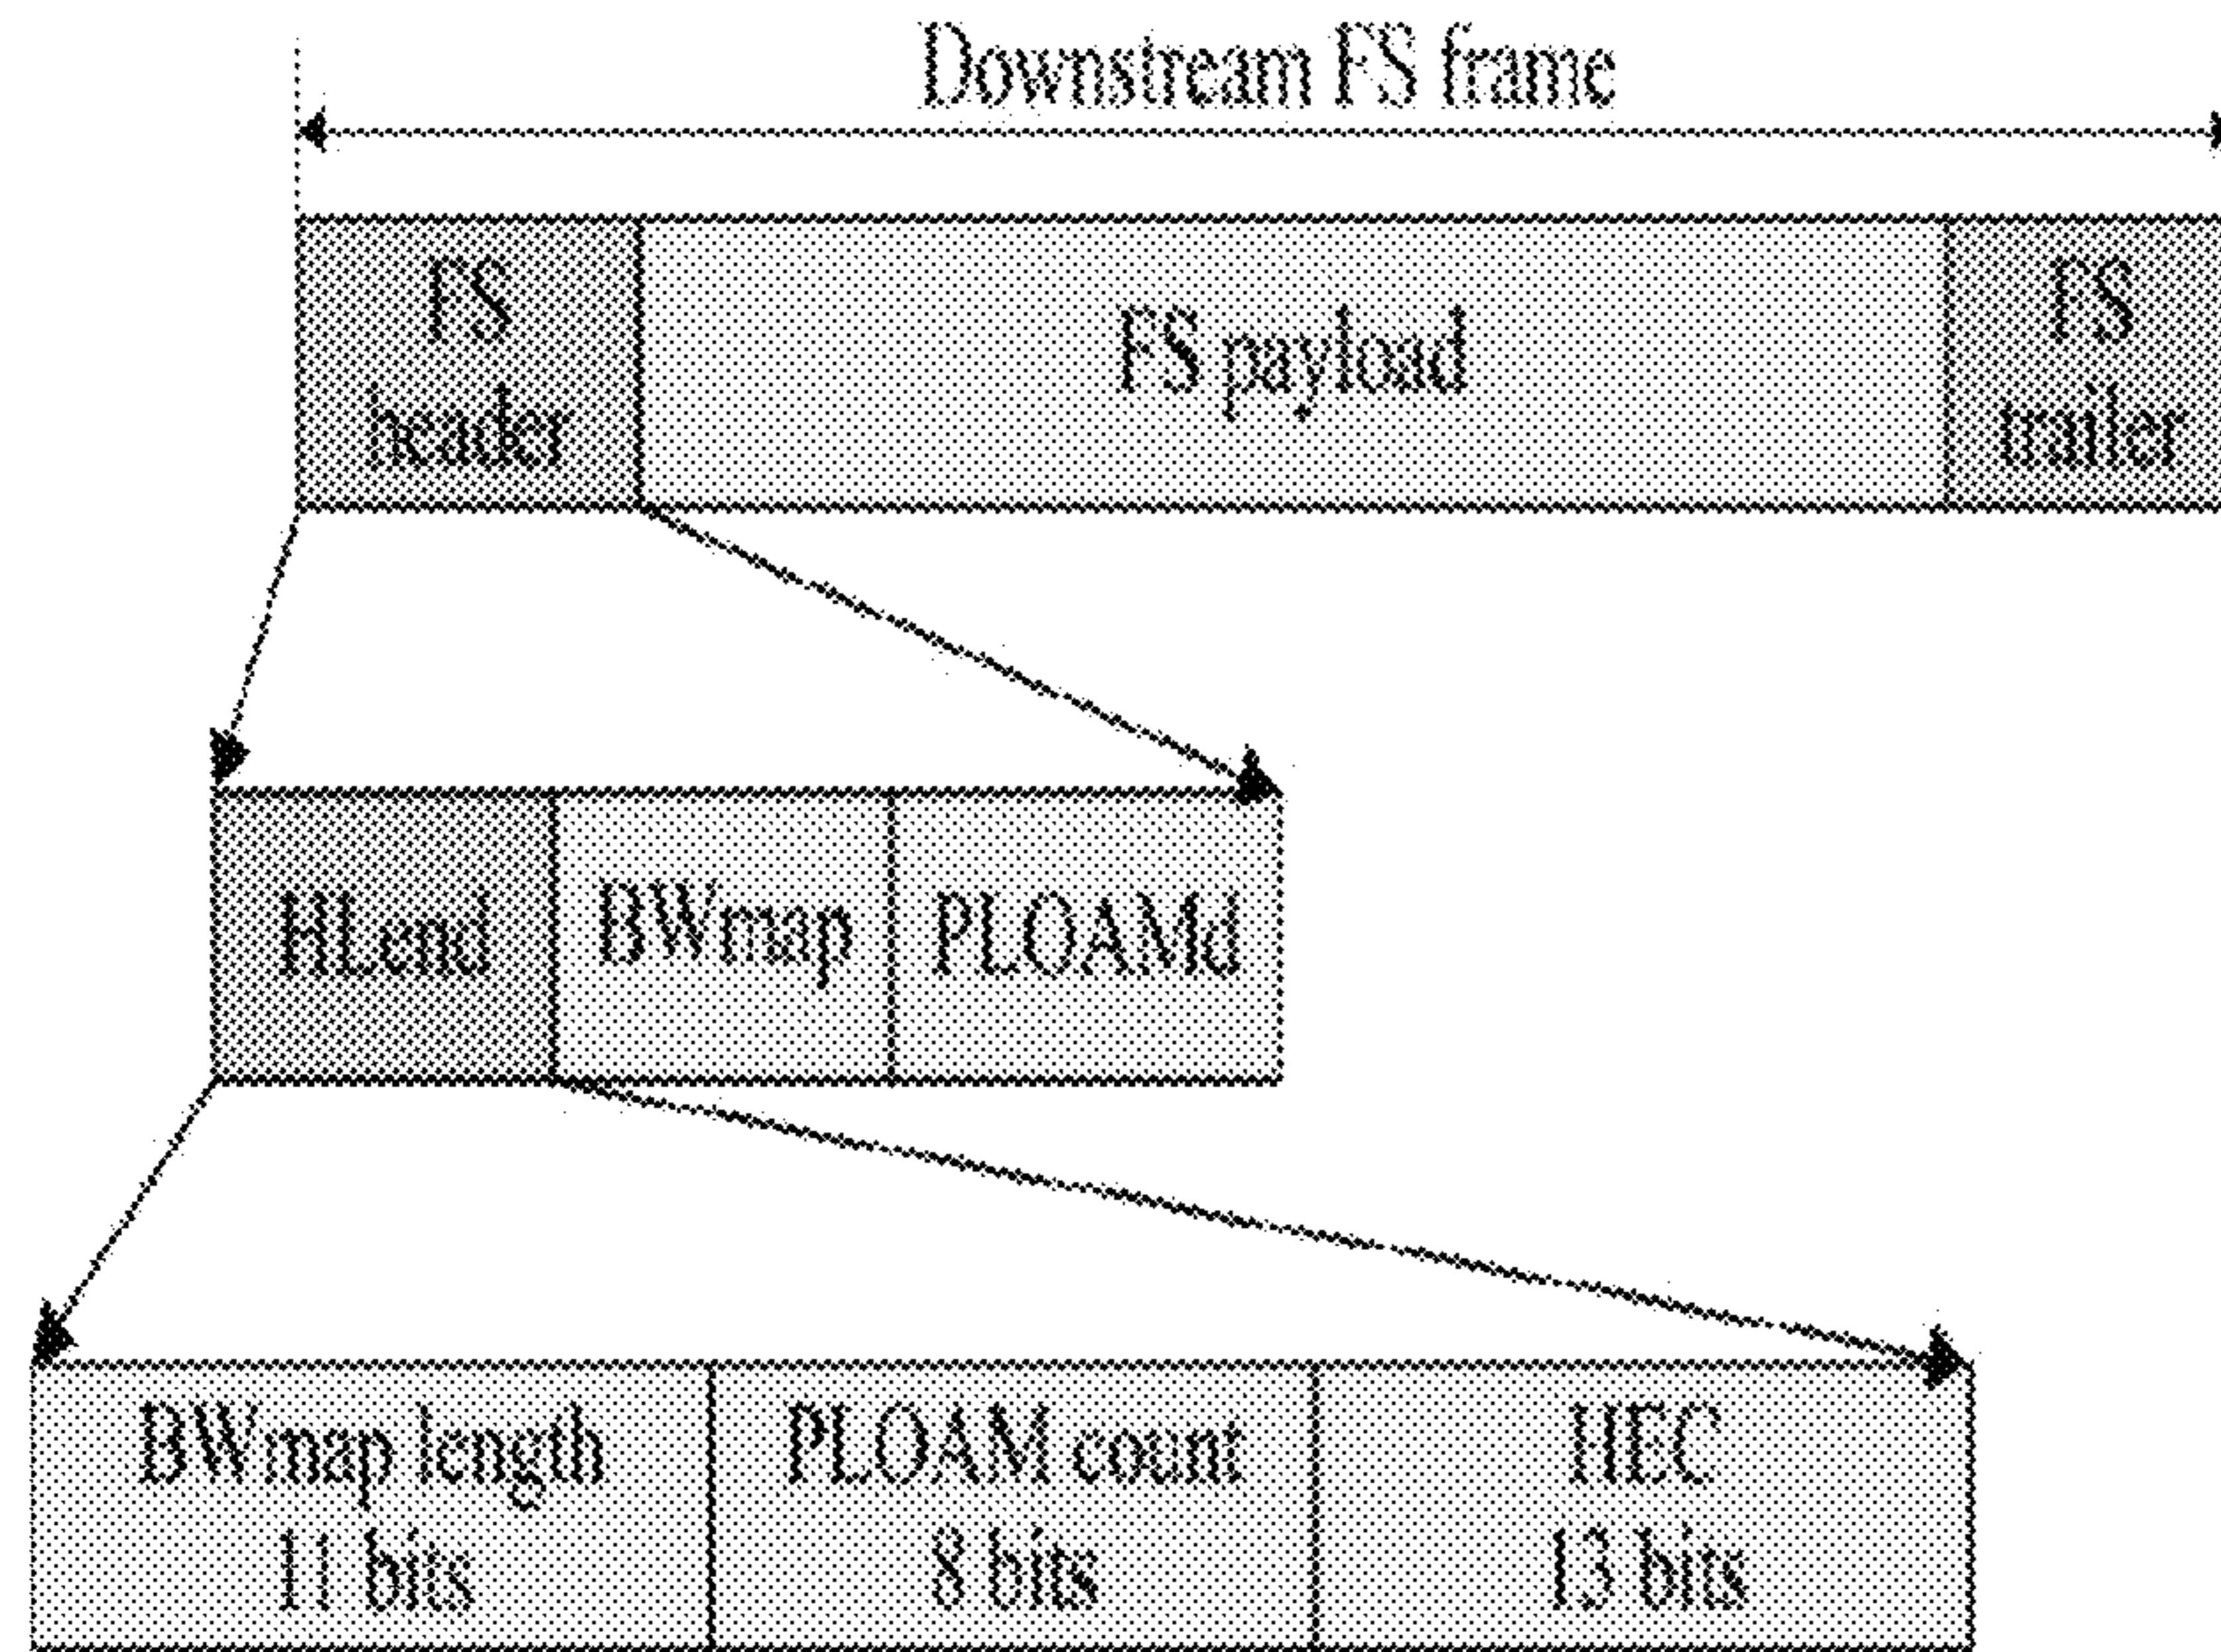 Downstream FS frame
FS
header
FS payload
FS
trailer
HLend
BWmap
PLOAMd
BWmap length
11 bits
PLOAM count
8 bits
HEC
13 bits